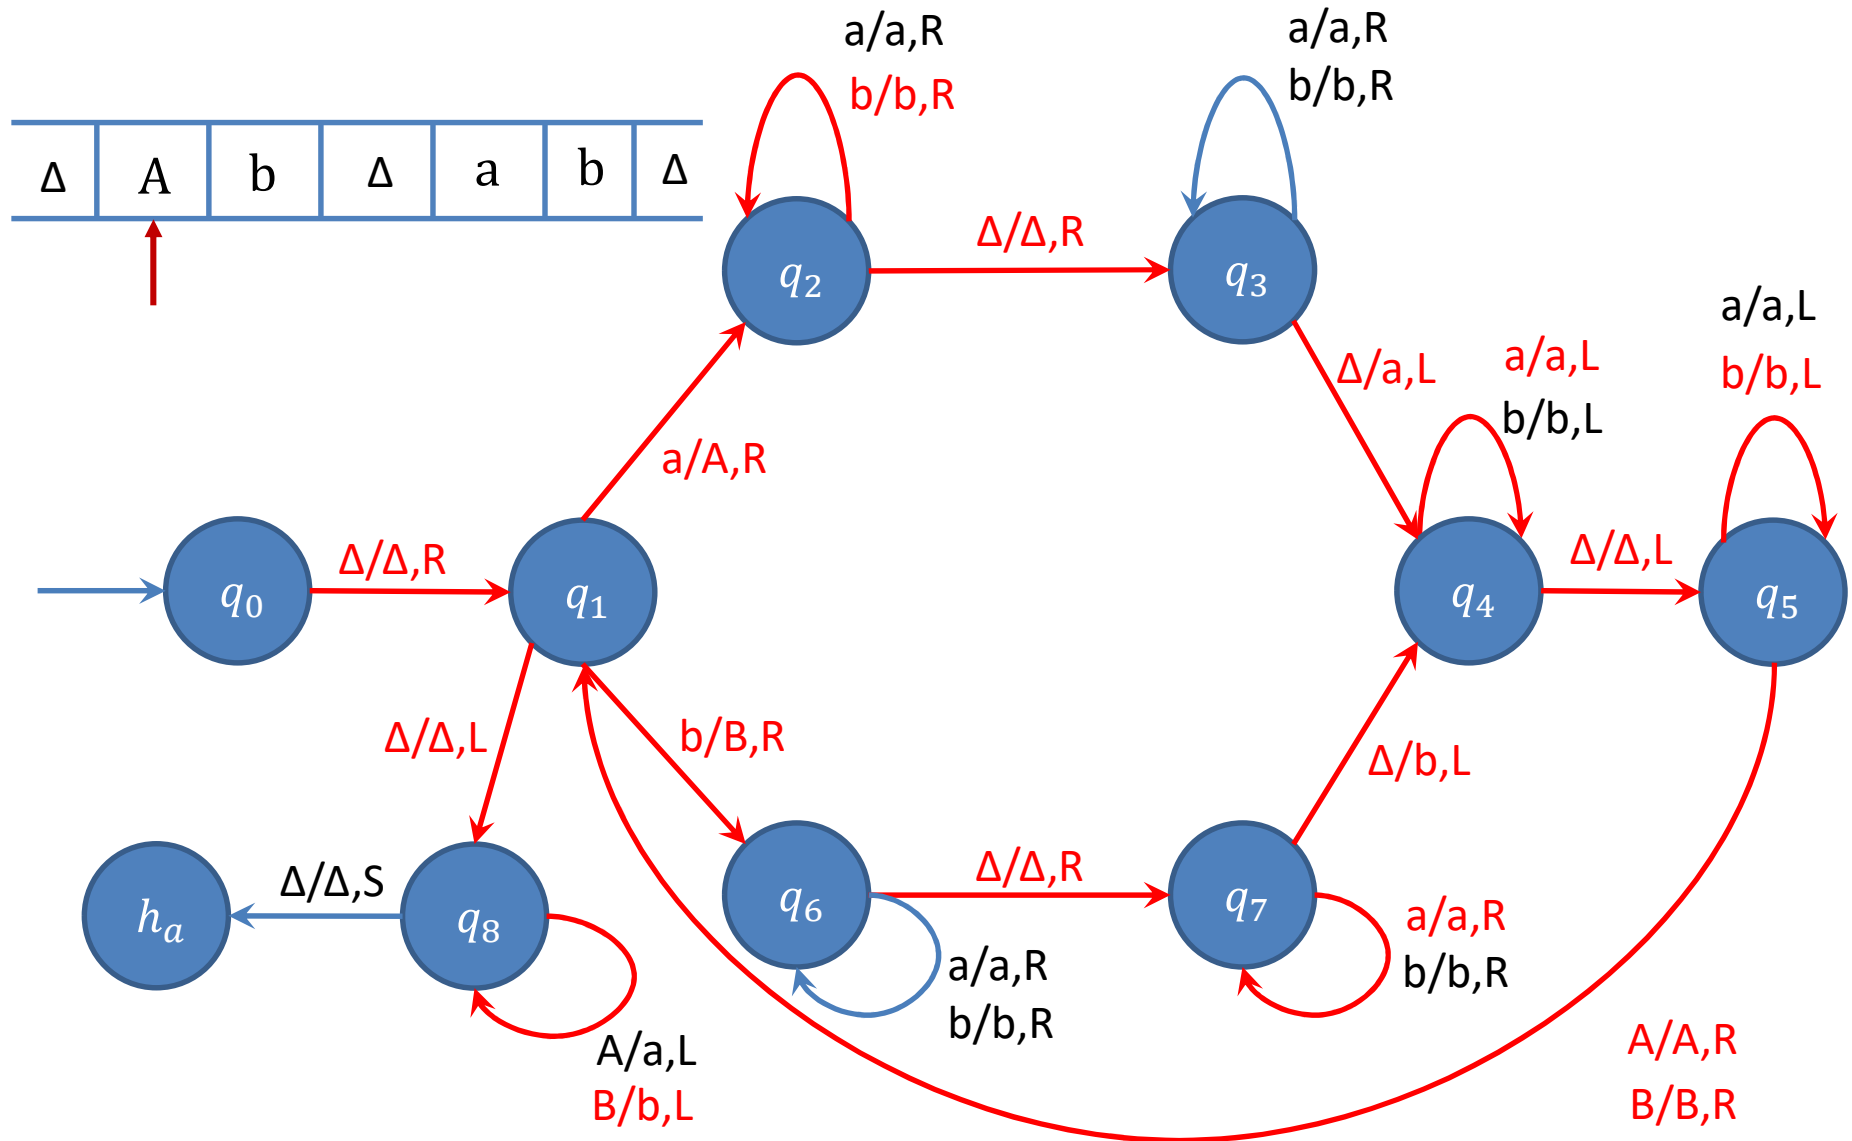 a/a,R
b/b,R
a/a,R
b/b,R
Δ A b Δ a b Δ
Δ/Δ,R
q2
q3
a/a,L
b/b,L
Δ/a,L
a/a,L
b/b,L
a/A,R
Δ/Δ,R
Δ/Δ,L
q0
q1
q4
q5
Δ/Δ,L
b/B,R
Δ/b,L
Δ/Δ,S
Δ/Δ,R
ha
q8
q6
q7
a/a,R
b/b,R
a/a,R
b/b,R
A/a,L
B/b,L
A/A,R
B/B,R